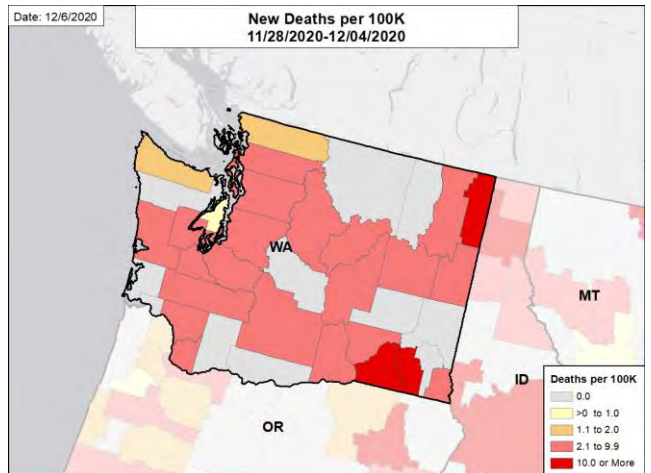 Date: 12/6/2020
New Deaths per 100K
11/28/2020-12/04/2020
WA
MT
ID
OR
Deaths per 100K
0.0
>0 to 1.0
1.1 to 2.0
2.1 to 9.9
10.0 or More